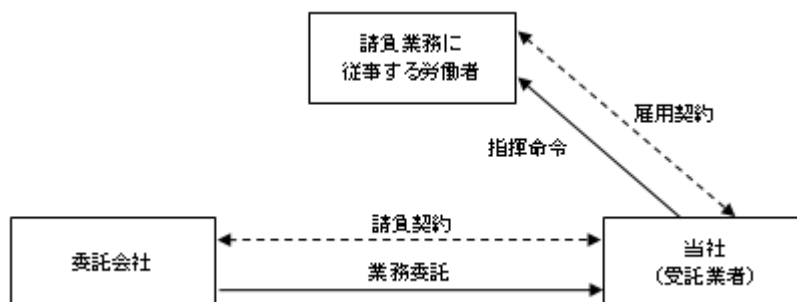 請負業務に
従事する労働者
雇用契約
指揮命令
請負契約
委託会社
業務委託
当社
（受託業者）